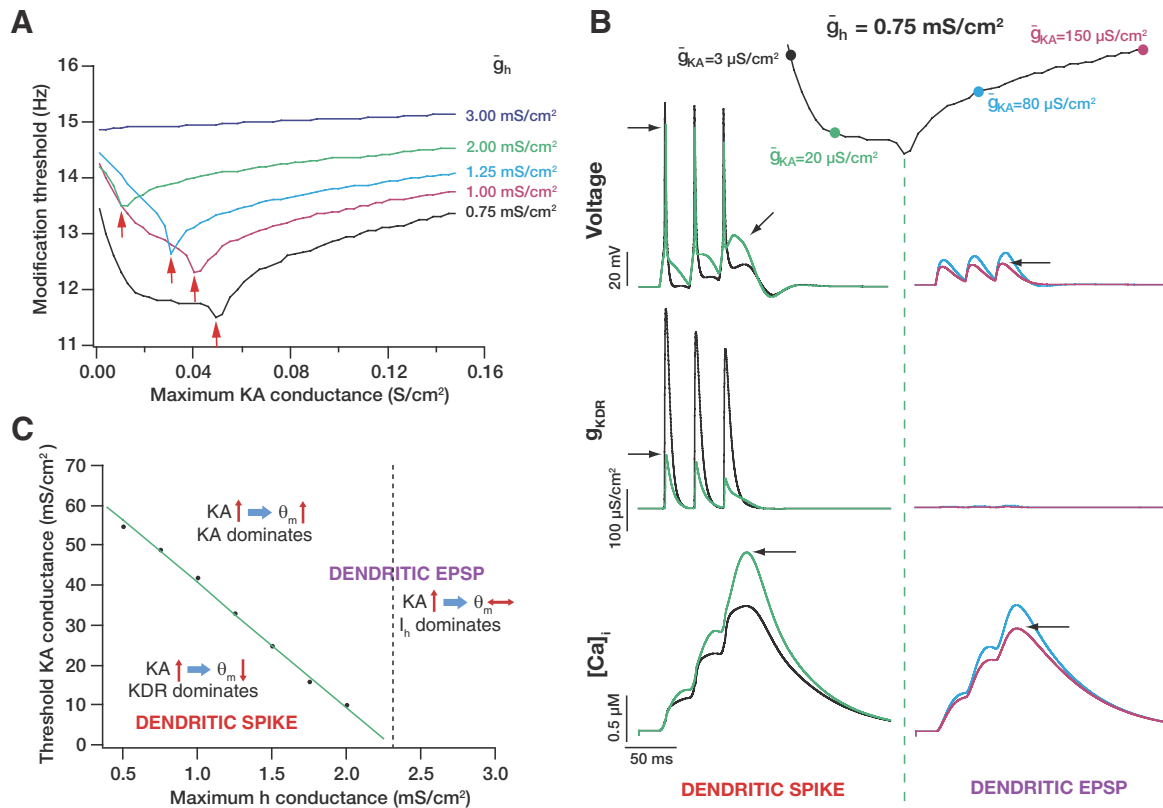 A
16
15
14
13
12
11
Modification threshold (Hz)
ḡh
3.00 mS/cm²
2.00 mS/cm²
1.25 mS/cm²
1.00 mS/cm²
0.75 mS/cm²
0.00
0.04
0.08
0.12
0.16
Maximum KA conductance (S/cm²)
B
ḡh = 0.75 mS/cm²
ḡKA=3 µS/cm²
ḡKA=150 µS/cm²
ḡKA=80 µS/cm²
ḡKA=20 µS/cm²
Voltage
20 mV
gKDR
100 µS/cm²
[Ca]i
0.5 µM
50 ms
DENDRITIC SPIKE
DENDRITIC EPSP
C
Threshold KA conductance (mS/cm²)
70
60
50
40
30
20
10
0
KA ↑ ➡ θm ↑
KA dominates
DENDRITIC EPSP
KA ↑ ➡ θm ↔
Ih dominates
KA ↑ ➡ θm ↓
KDR dominates
DENDRITIC SPIKE
0.5
1.0
1.5
2.0
2.5
3.0
Maximum h conductance (mS/cm²)